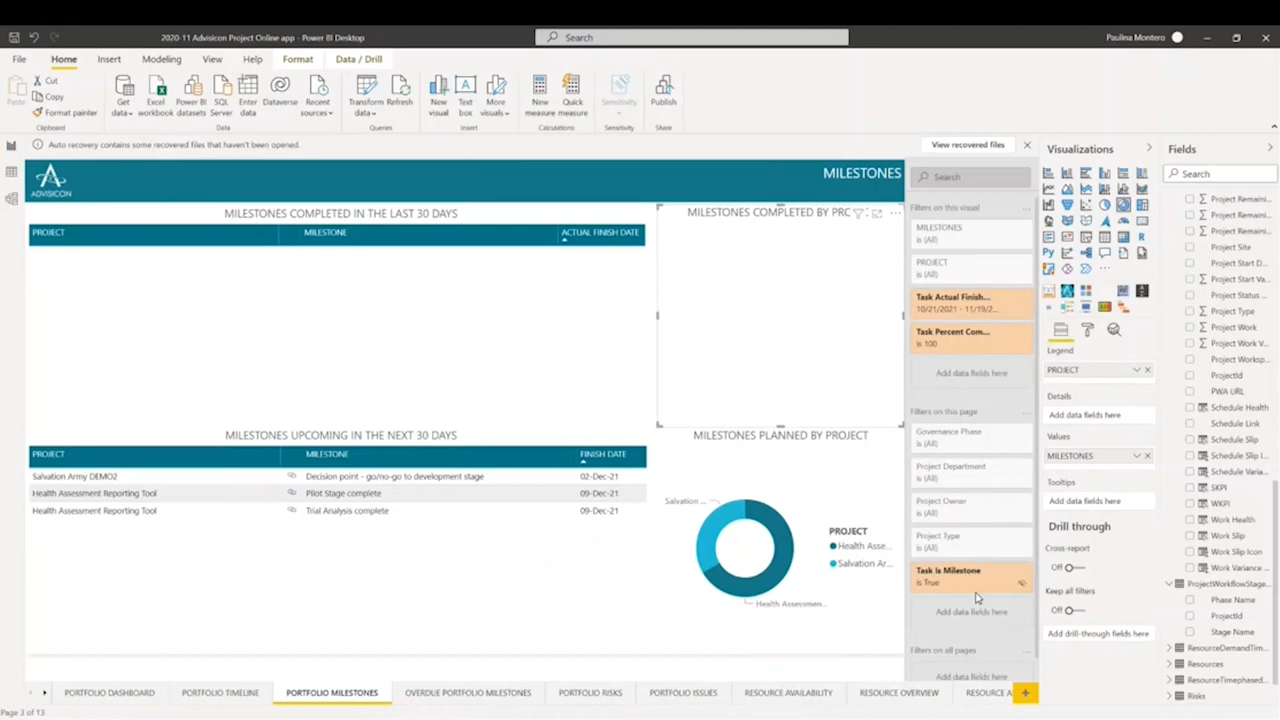 2020-11 Advisicon Project Online app - Power BI Desktop
Search
Paulina Montero
File Home Insert Modeling View Help Format Data / Drill
Paste
Cut
Copy
Format painter
Clipboard
Get data
Excel workbook
Power BI datasets
SQL Server
Enter data
Dataverse
Recent sources
Data
Transform data
Refresh
Queries
New visual
Text box
More visuals
Insert
New measure
Quick measure
Calculations
Sensitivity
Sensitivity
Publish
Share
Auto recovery contains some recovered files that haven't been opened.
View recovered files
ADVISICON
MILESTONES
MILESTONES COMPLETED IN THE LAST 30 DAYS
PROJECT MILESTONE ACTUAL FINISH DATE
MILESTONES COMPLETED BY PRC
MILESTONES UPCOMING IN THE NEXT 30 DAYS
PROJECT MILESTONE FINISH DATE
Salvation Army DEMO2 Decision point - go/no-go to development stage 02-Dec-21
Health Assessment Reporting Tool Pilot Stage complete 09-Dec-21
Health Assessment Reporting Tool Trial Analysis complete 09-Dec-21
MILESTONES PLANNED BY PROJECT
Salvation ...
Health Assessmen...
PROJECT
Health Asse...
Salvation Ar...
Search
Filters on this visual ...
MILESTONES
is (All)
PROJECT
is (All)
Task Actual Finish...
10/21/2021 - 11/19/2...
Task Percent Com...
is 100
Add data fields here
Filters on this page ...
Governance Phase
is (All)
Project Department
is (All)
Project Owner
is (All)
Project Type
is (All)
Task Is Milestone
is True
Add data fields here
Filters on all pages ...
Add data fields here
Visualizations
Legend
PROJECT
Details
Add data fields here
Values
MILESTONES
Tooltips
Add data fields here
Drill through
Cross-report
Off
Keep all filters
Off
Add drill-through fields here
Fields
Search
Project Remaini...
Project Remaini...
Project Remaini...
Project Site
Project Start D...
Project Start Va...
Project Status ...
Project Type
Project Work
Project Work V...
Project Worksp...
ProjectId
PWA URL
Schedule Health
Schedule Link
Schedule Slip
Schedule Slip I...
Schedule Varia...
SKPI
WKPI
Work Health
Work Slip
Work Slip Icon
Work Variance ...
ProjectWorkflowStage...
Phase Name
ProjectId
Stage Name
ResourceDemandTim...
Resources
ResourceTimephased...
Risks
PORTFOLIO DASHBOARD PORTFOLIO TIMELINE PORTFOLIO MILESTONES OVERDUE PORTFOLIO MILESTONES PORTFOLIO RISKS PORTFOLIO ISSUES RESOURCE AVAILABILITY RESOURCE OVERVIEW RESOURCE A
Page 3 of 13